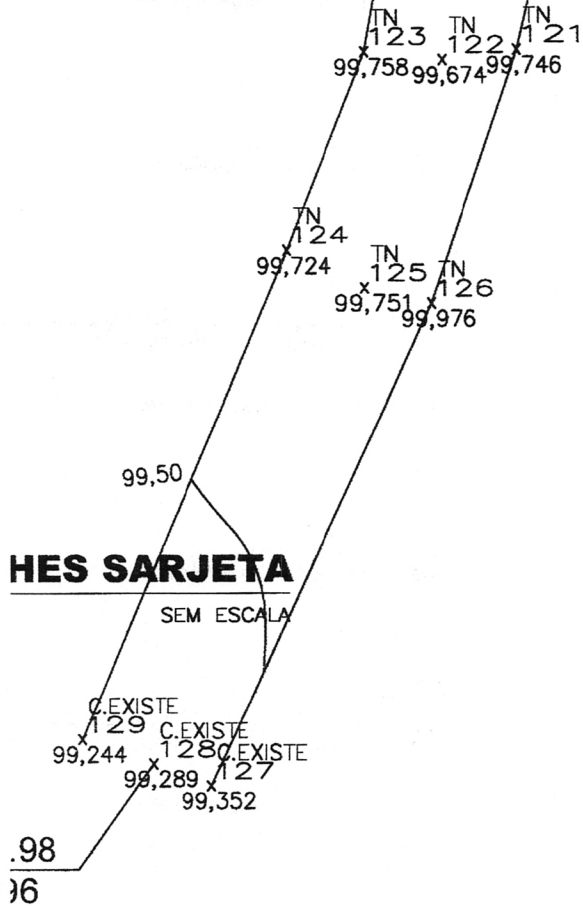 TN
123
99,758
TN
122
99,674
TN
121
99,746
TN
124
99,724
TN
125
99,751
TN
126
99,976
99,50
HES SARJETA
SEM ESCALA
C.EXISTE
129
99,244
C.EXISTE
128
99,289
C.EXISTE
127
99,352
.98
96